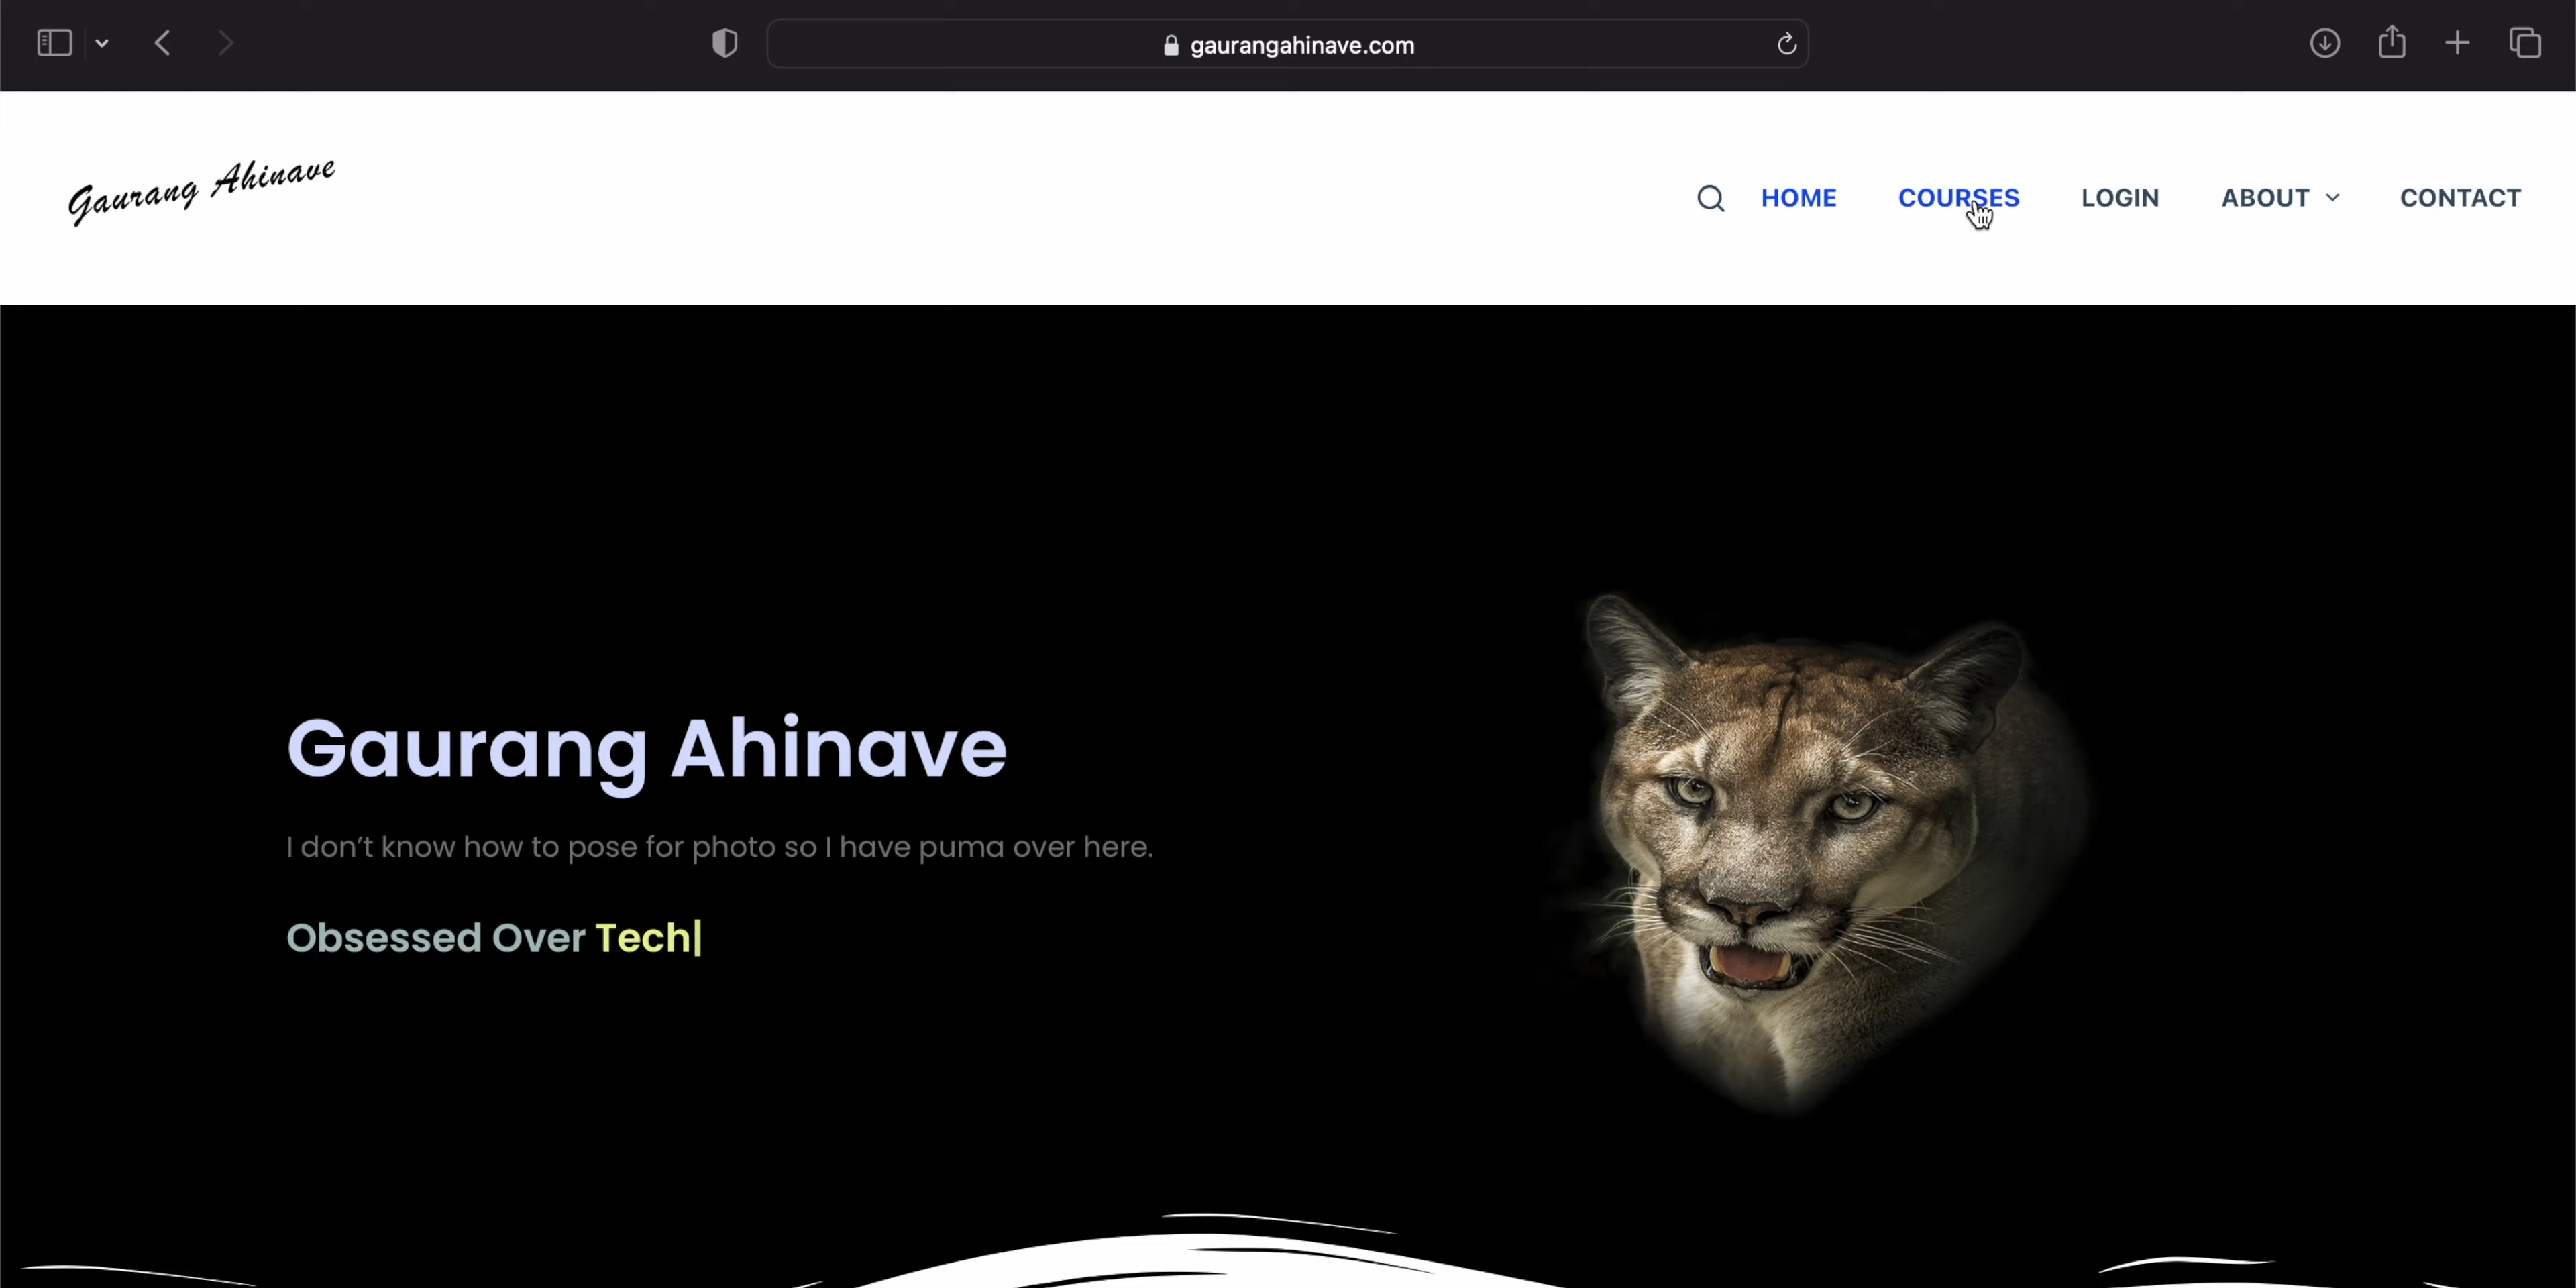 gaurangahinave.com
Gaurang Ahinave
HOME COURSES LOGIN ABOUT CONTACT
Gaurang Ahinave
I don’t know how to pose for photo so I have puma over here.
Obsessed Over Tech